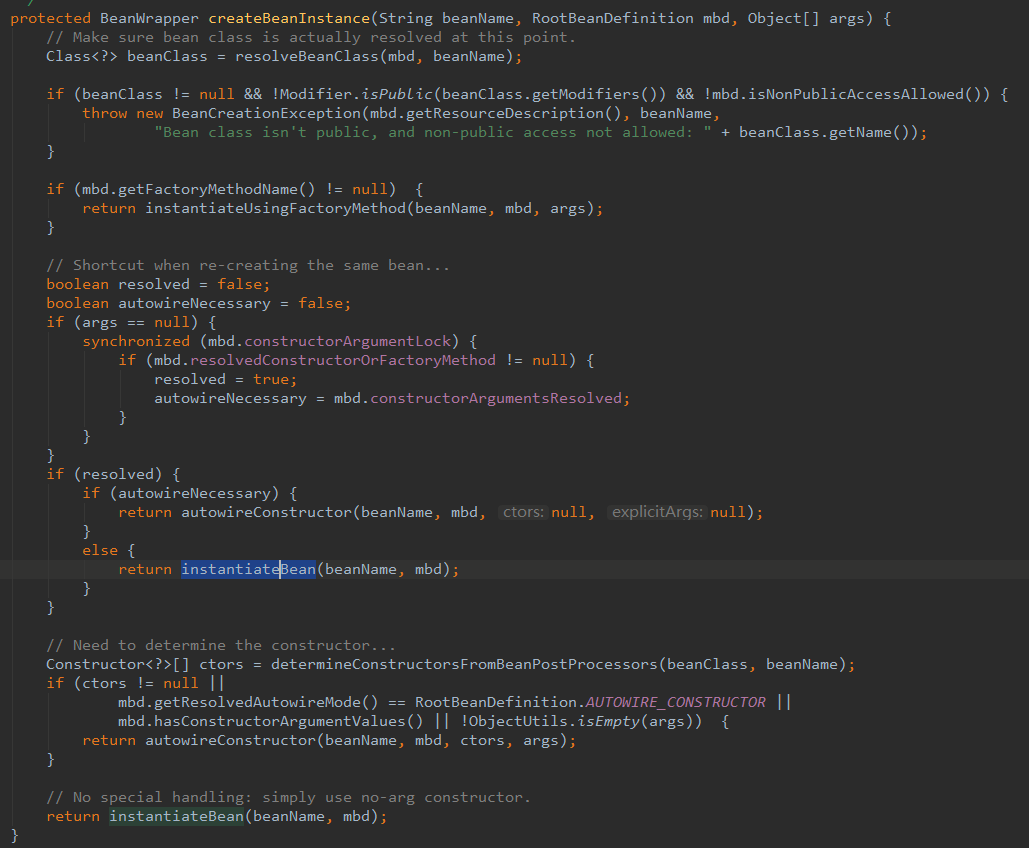 /
protected BeanWrapper createBeanInstance(String beanName, RootBeanDefinition mbd, Object[] args) {
// Make sure bean class is actually resolved at this point.
Class<?> beanClass = resolveBeanClass(mbd, beanName);
if (beanClass != null && !Modifier.isPublic(beanClass.getModifiers()) && !mbd.isNonPublicAccessAllowed()) {
throw new BeanCreationException(mbd.getResourceDescription(), beanName,
"Bean class isn't public, and non-public access not allowed: " + beanClass.getName());
}
if (mbd.getFactoryMethodName() != null)  {
return instantiateUsingFactoryMethod(beanName, mbd, args);
}
// Shortcut when re-creating the same bean...
boolean resolved = false;
boolean autowireNecessary = false;
if (args == null) {
synchronized (mbd.constructorArgumentLock) {
if (mbd.resolvedConstructorOrFactoryMethod != null) {
resolved = true;
autowireNecessary = mbd.constructorArgumentsResolved;
}
}
}
if (resolved) {
if (autowireNecessary) {
return autowireConstructor(beanName, mbd, ctors: null, explicitArgs: null);
}
else {
return instantiateBean(beanName, mbd);
}
}
// Need to determine the constructor...
Constructor<?>[] ctors = determineConstructorsFromBeanPostProcessors(beanClass, beanName);
if (ctors != null ||
mbd.getResolvedAutowireMode() == RootBeanDefinition.AUTOWIRE_CONSTRUCTOR ||
mbd.hasConstructorArgumentValues() || !ObjectUtils.isEmpty(args))  {
return autowireConstructor(beanName, mbd, ctors, args);
}
// No special handling: simply use no-arg constructor.
return instantiateBean(beanName, mbd);
}